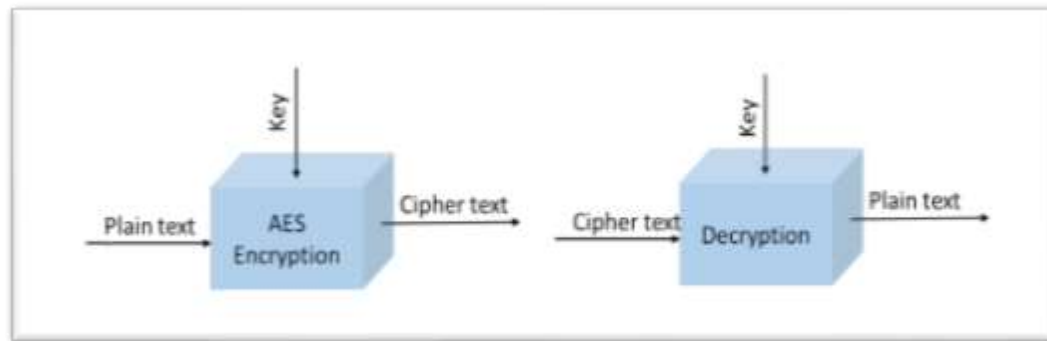 Key
Plain text
AES
Encryption
Cipher text
Key
Cipher text
Decryption
Plain text